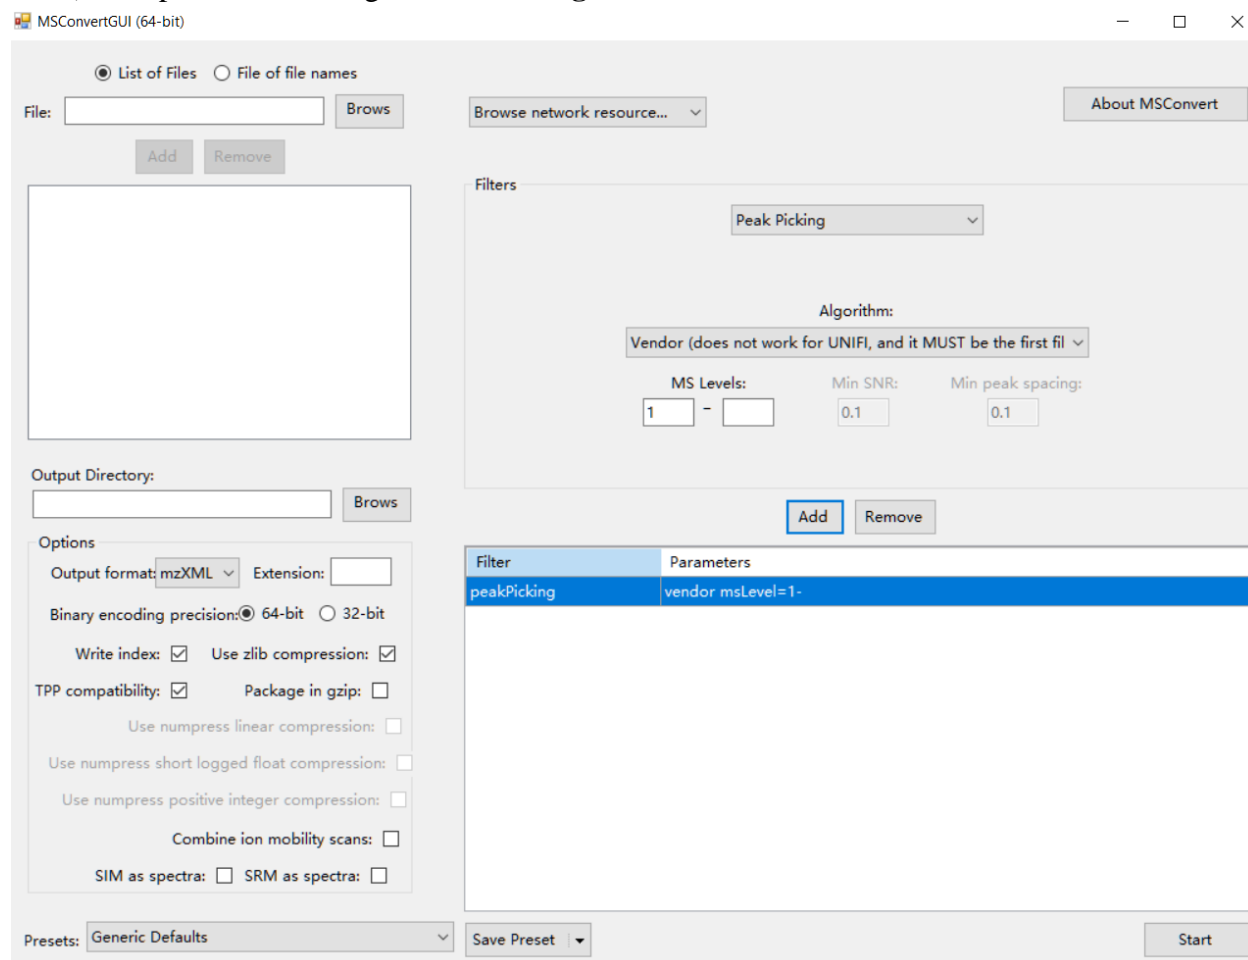 MSConvertGUI (64-bit)
List of Files File of file names
File: Brows
Browse network resource...
About MSConvert
Add Remove
Filters
Peak Picking
Algorithm:
Vendor (does not work for UNIFI, and it MUST be the first fil
MS Levels: Min SNR: Min peak spacing:
1 - 0.1 0.1
Output Directory:
Brows
Add Remove
Options
Output format: mzXML Extension:
Binary encoding precision: 64-bit 32-bit
Write index: Use zlib compression:
TPP compatibility: Package in gzip:
Use numpress linear compression:
Use numpress short logged float compression:
Use numpress positive integer compression:
Combine ion mobility scans:
SIM as spectra: SRM as spectra:
Filter Parameters
peakPicking vendor msLevel=1-
Presets: Generic Defaults
Save Preset
Start